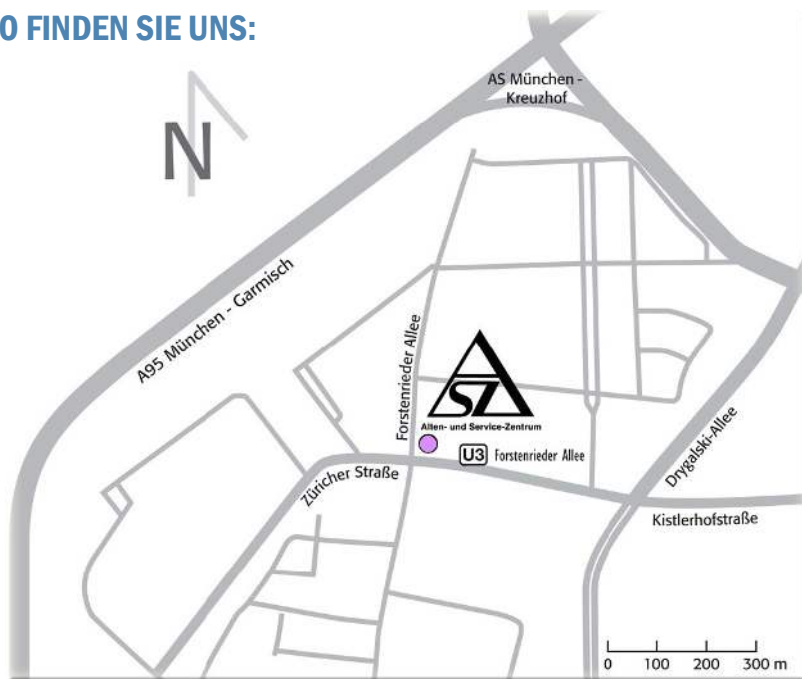 O FINDEN SIE UNS:
AS München -
Kreuzhof
N
A95 München - Garmisch
Forstenrieder Allee
ASZ
Alten- und Service-Zentrum
U3 Forstenrieder Allee
Züricher Straße
Drygalski-Allee
Kistlerhofstraße
0 100 200 300 m